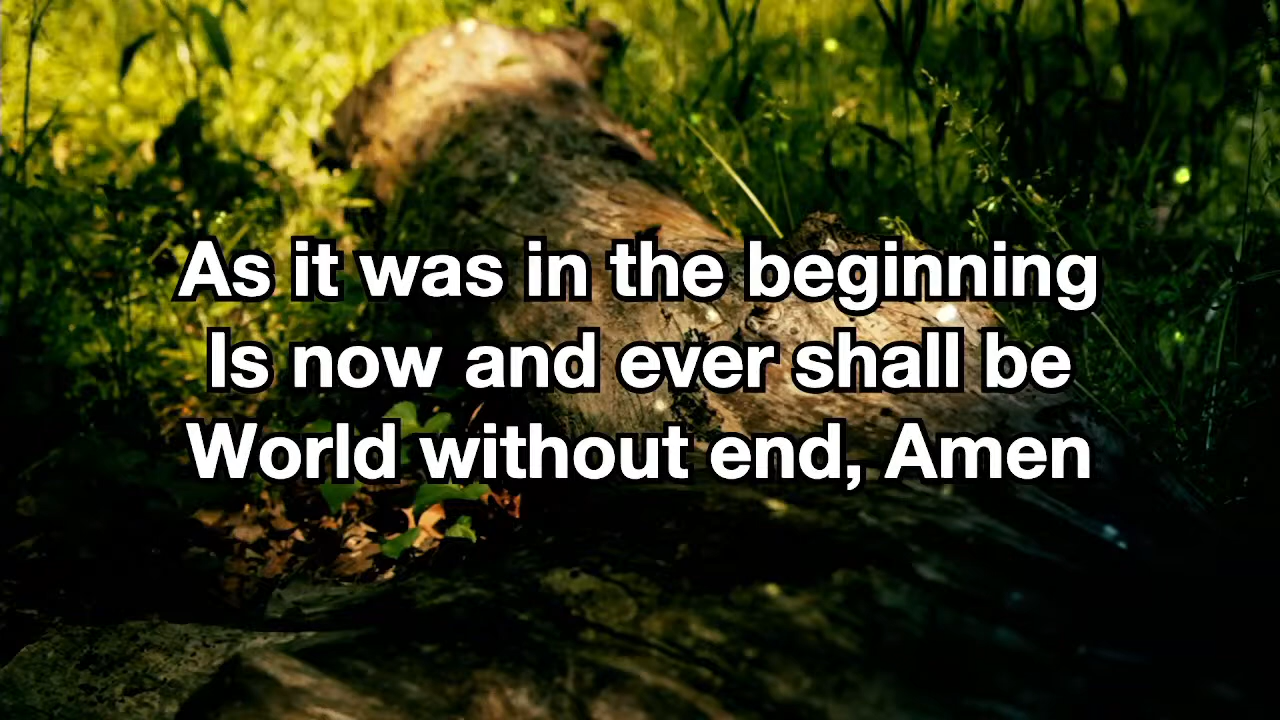 As it was in the beginning
Is now and ever shall be
World without end, Amen